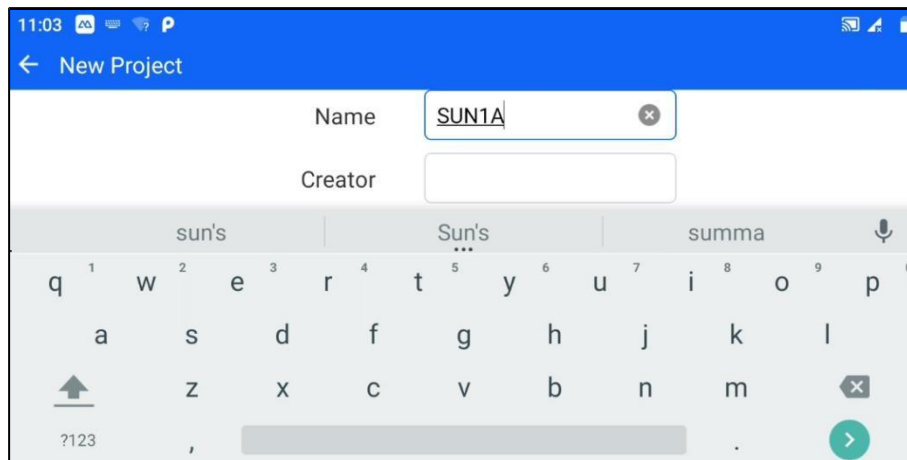 11:03
New Project
Name SUN1A
Creator
sun's Sun's summa
q 1 w 2 e 3 r 4 t 5 y 6 u 7 i 8 o 9 p
a s d f g h j k l
z x c v b n m
?123 , .